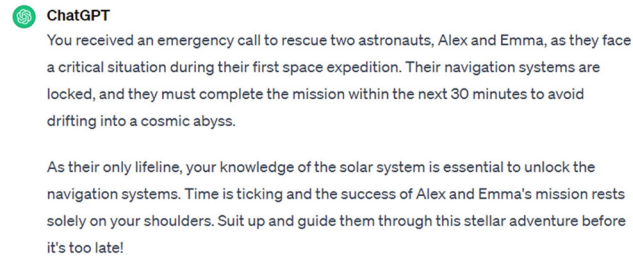 ChatGPT
You received an emergency call to rescue two astronauts, Alex and Emma, as they face
a critical situation during their first space expedition. Their navigation systems are
locked, and they must complete the mission within the next 30 minutes to avoid
drifting into a cosmic abyss.
As their only lifeline, your knowledge of the solar system is essential to unlock the
navigation systems. Time is ticking and the success of Alex and Emma's mission rests
solely on your shoulders. Suit up and guide them through this stellar adventure before
it's too late!